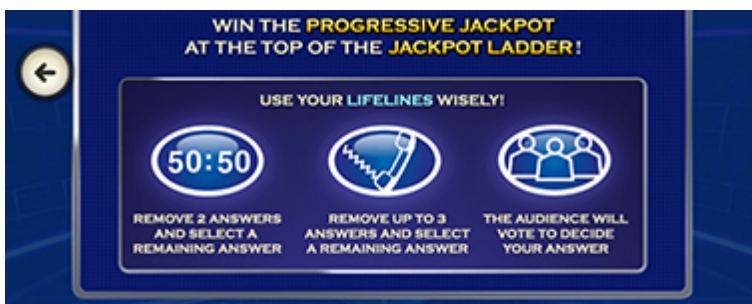 WIN THE PROGRESSIVE JACKPOT
AT THE TOP OF THE JACKPOT LADDER!
USE YOUR LIFELINES WISELY!
50:50
REMOVE 2 ANSWERS
AND SELECT A
REMAINING ANSWER
REMOVE UP TO 3
ANSWERS AND SELECT
A REMAINING ANSWER
THE AUDIENCE WILL
VOTE TO DECIDE
YOUR ANSWER